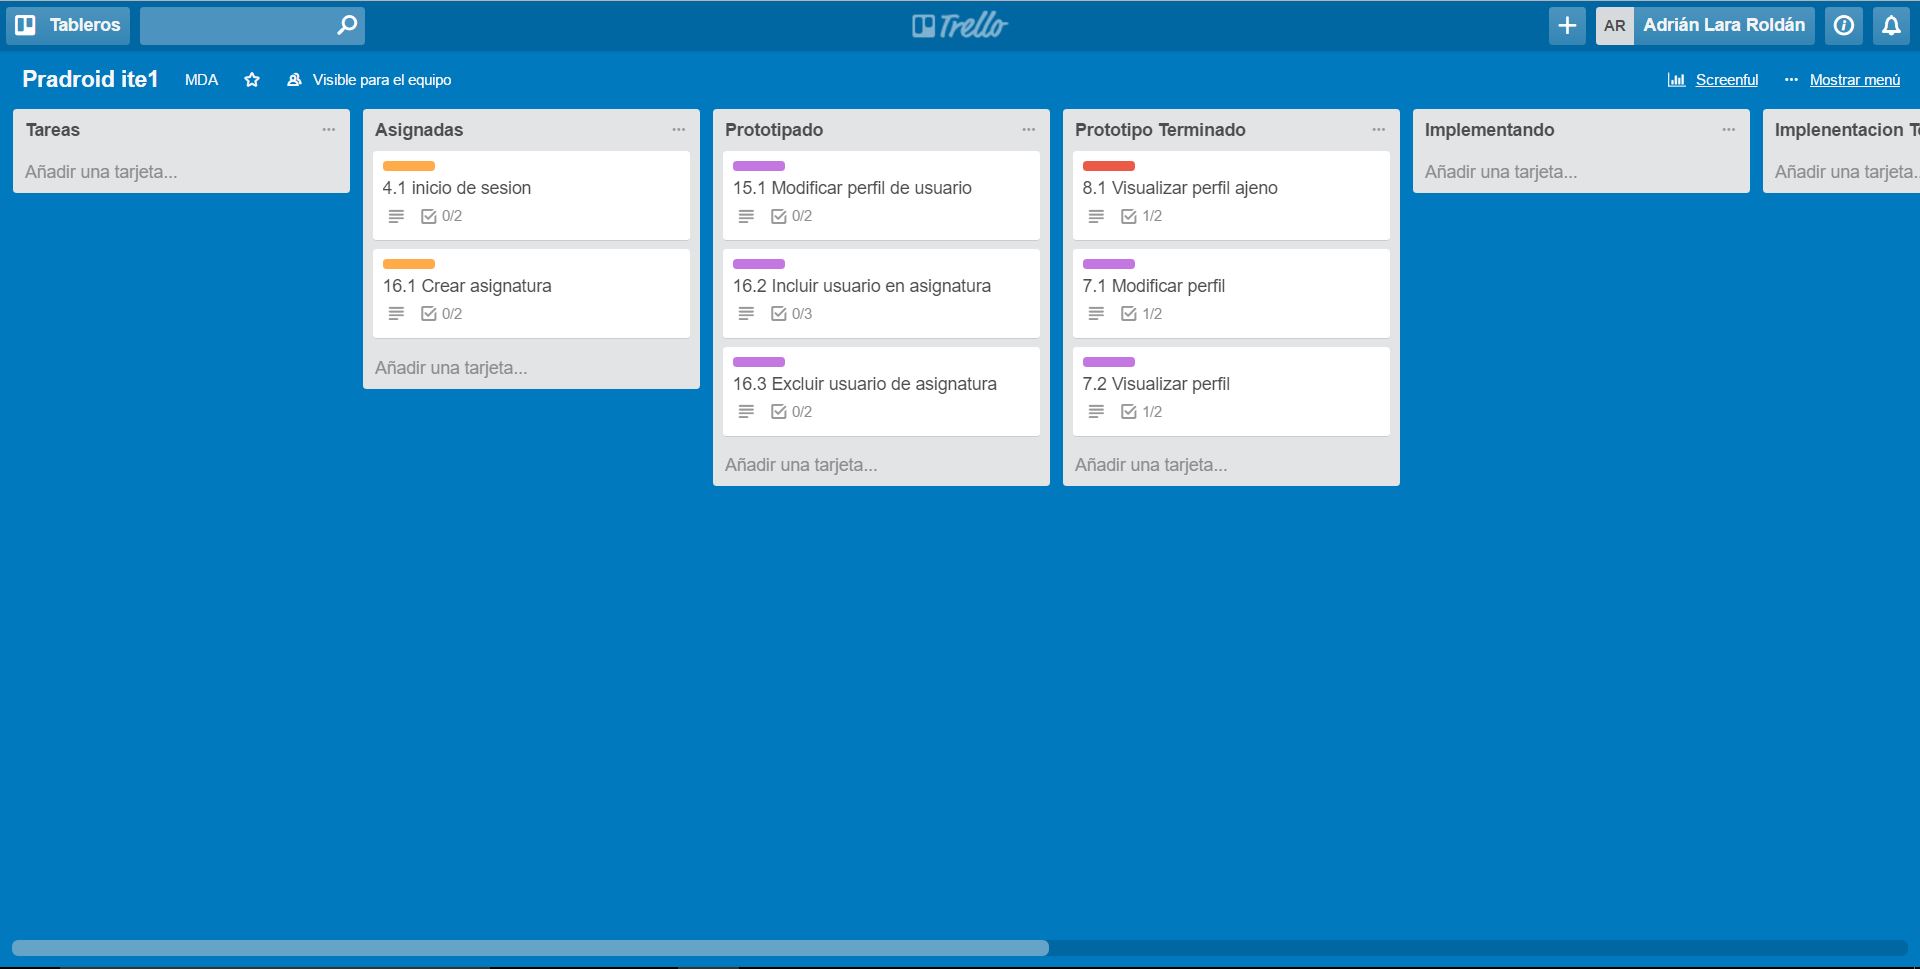 Tableros
Trello
AR Adrián Lara Roldán
Pradroid ite1 MDA Visible para el equipo
Screenful ... Mostrar menú
Tareas ...
Añadir una tarjeta...
Asignadas ...
4.1 inicio de sesion
0/2
16.1 Crear asignatura
0/2
Añadir una tarjeta...
Prototipado ...
15.1 Modificar perfil de usuario
0/2
16.2 Incluir usuario en asignatura
0/3
16.3 Excluir usuario de asignatura
0/2
Añadir una tarjeta...
Prototipo Terminado ...
8.1 Visualizar perfil ajeno
1/2
7.1 Modificar perfil
1/2
7.2 Visualizar perfil
1/2
Añadir una tarjeta...
Implementando ...
Añadir una tarjeta...
Implenentacion
Añadir una tarjeta..